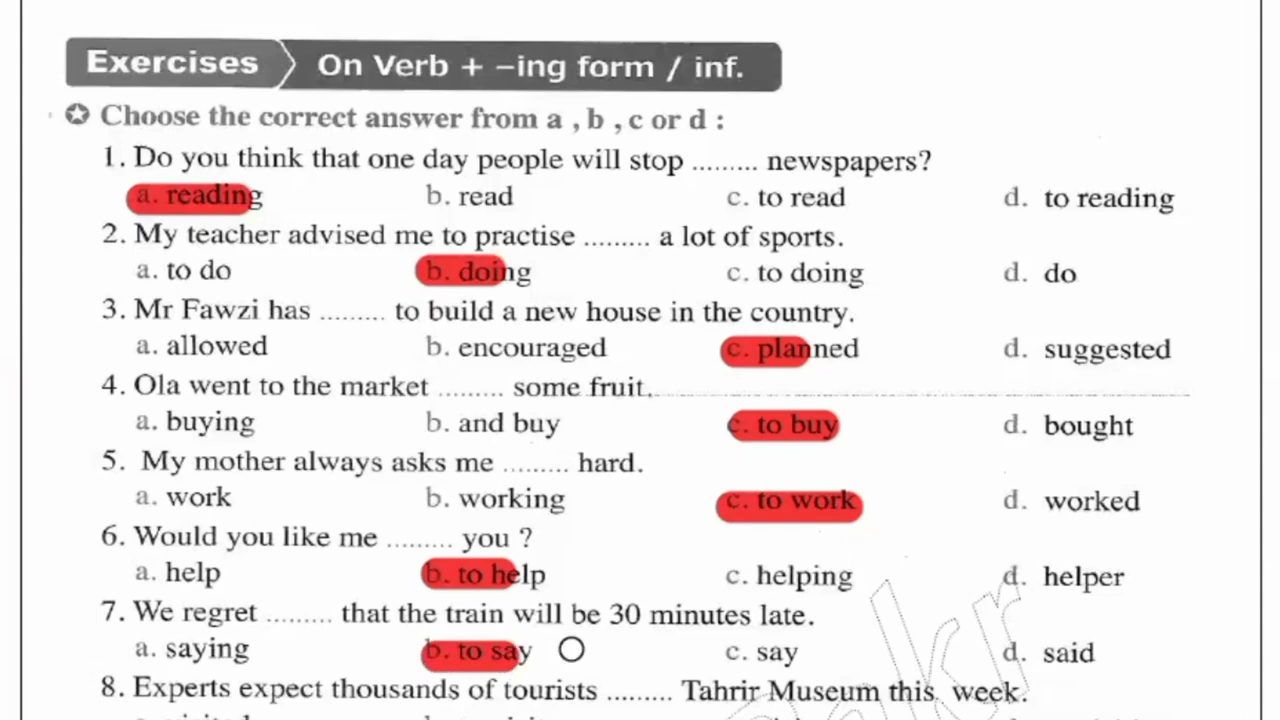 Exercises On Verb + -ing form / inf.
✪ Choose the correct answer from a , b , c or d :
1. Do you think that one day people will stop ......... newspapers?
a. reading b. read c. to read d. to reading
2. My teacher advised me to practise ......... a lot of sports.
a. to do b. doing c. to doing d. do
3. Mr Fawzi has ......... to build a new house in the country.
a. allowed b. encouraged c. planned d. suggested
4. Ola went to the market ......... some fruit.
a. buying b. and buy c. to buy d. bought
5. My mother always asks me ......... hard.
a. work b. working c. to work d. worked
6. Would you like me ......... you ?
a. help b. to help c. helping d. helper
7. We regret ......... that the train will be 30 minutes late.
a. saying b. to say c. say d. said
8. Experts expect thousands of tourists ......... Tahrir Museum this week.